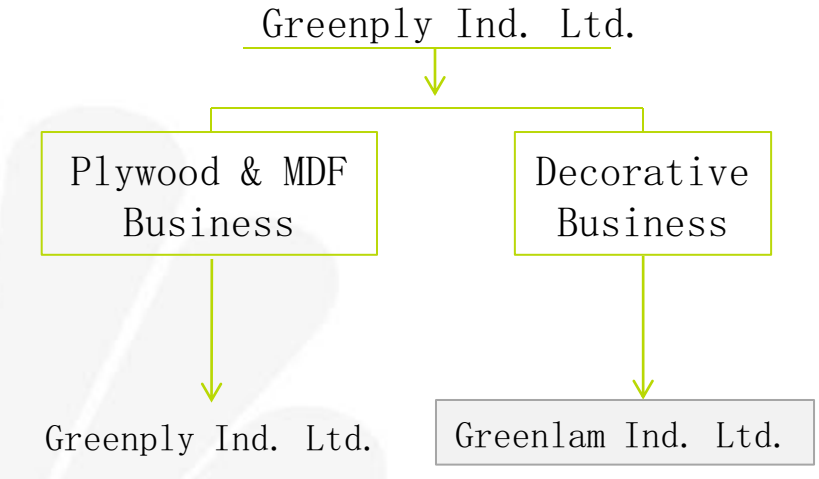 Greenply Ind. Ltd.
Plywood & MDF
Business
Decorative
Business
Greenply Ind. Ltd.
Greenlam Ind. Ltd.